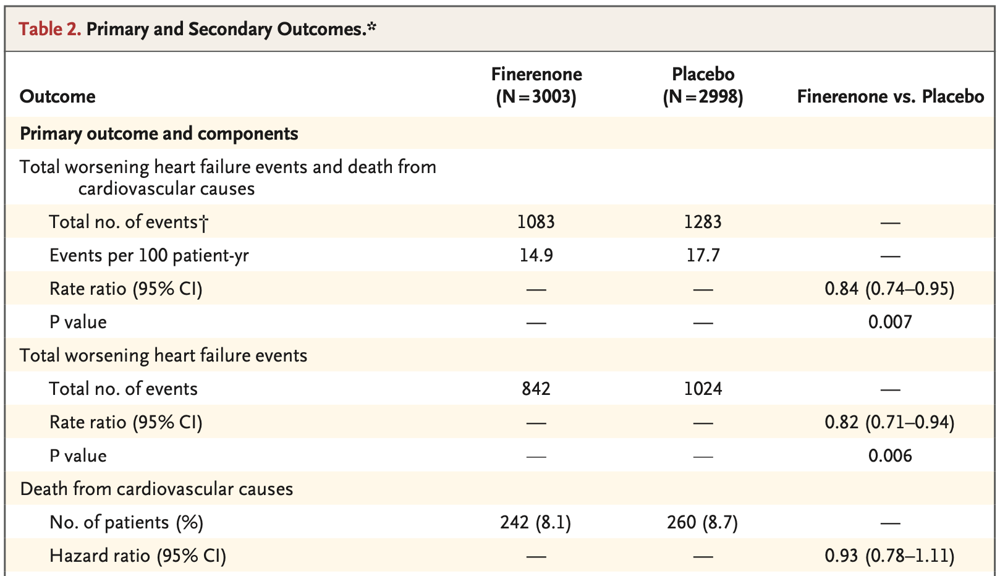 Table 2. Primary and Secondary Outcomes.*
Outcome Finerenone (N=3003) Placebo (N=2998) Finerenone vs. Placebo
Primary outcome and components
Total worsening heart failure events and death from
cardiovascular causes
Total no. of events† 1083 1283 —
Events per 100 patient-yr 14.9 17.7 —
Rate ratio (95% CI) — — 0.84 (0.74–0.95)
P value — — 0.007
Total worsening heart failure events
Total no. of events 842 1024 —
Rate ratio (95% CI) — — 0.82 (0.71–0.94)
P value — — 0.006
Death from cardiovascular causes
No. of patients (%) 242 (8.1) 260 (8.7) —
Hazard ratio (95% CI) — — 0.93 (0.78–1.11)